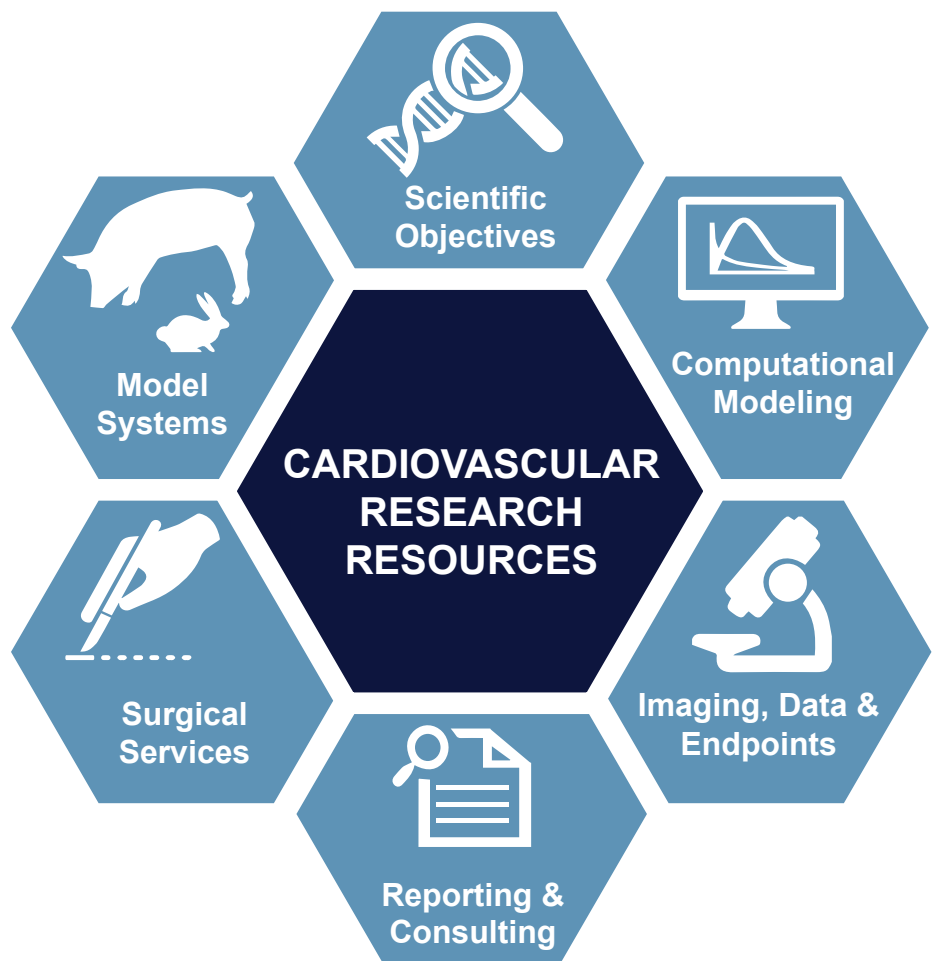 Scientific
Objectives
Model
Systems
Computational
Modeling
CARDIOVASCULAR
RESEARCH
RESOURCES
Surgical
Services
Imaging, Data &
Endpoints
Reporting &
Consulting